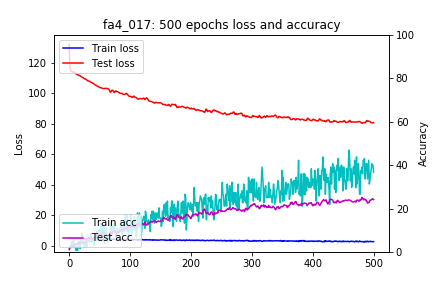 fa4_017: 500 epochs loss and accuracy
Train loss
Test loss
Train acc
Test acc
Loss
Accuracy
0
20
40
60
80
100
120
0
20
40
60
80
100
0
100
200
300
400
500